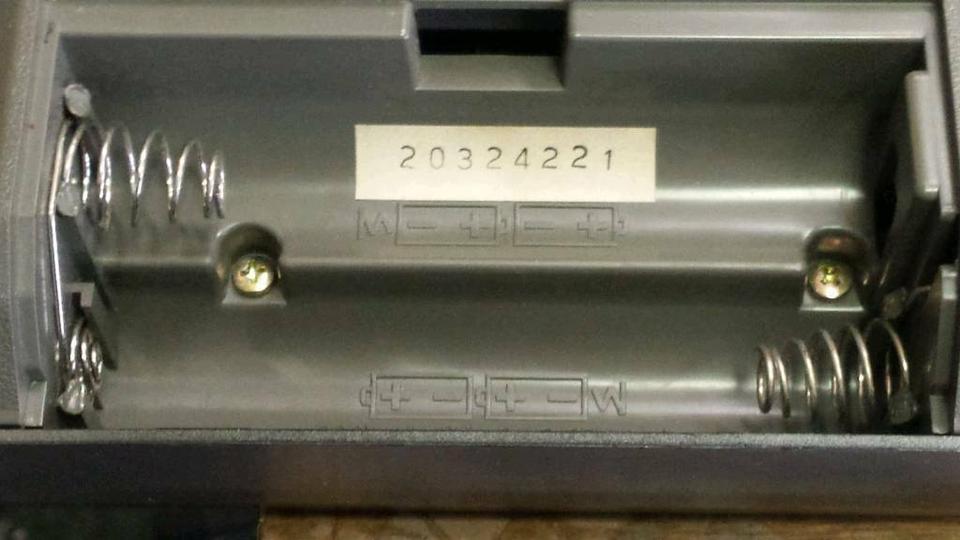 20324221
− + − +
+ − + −